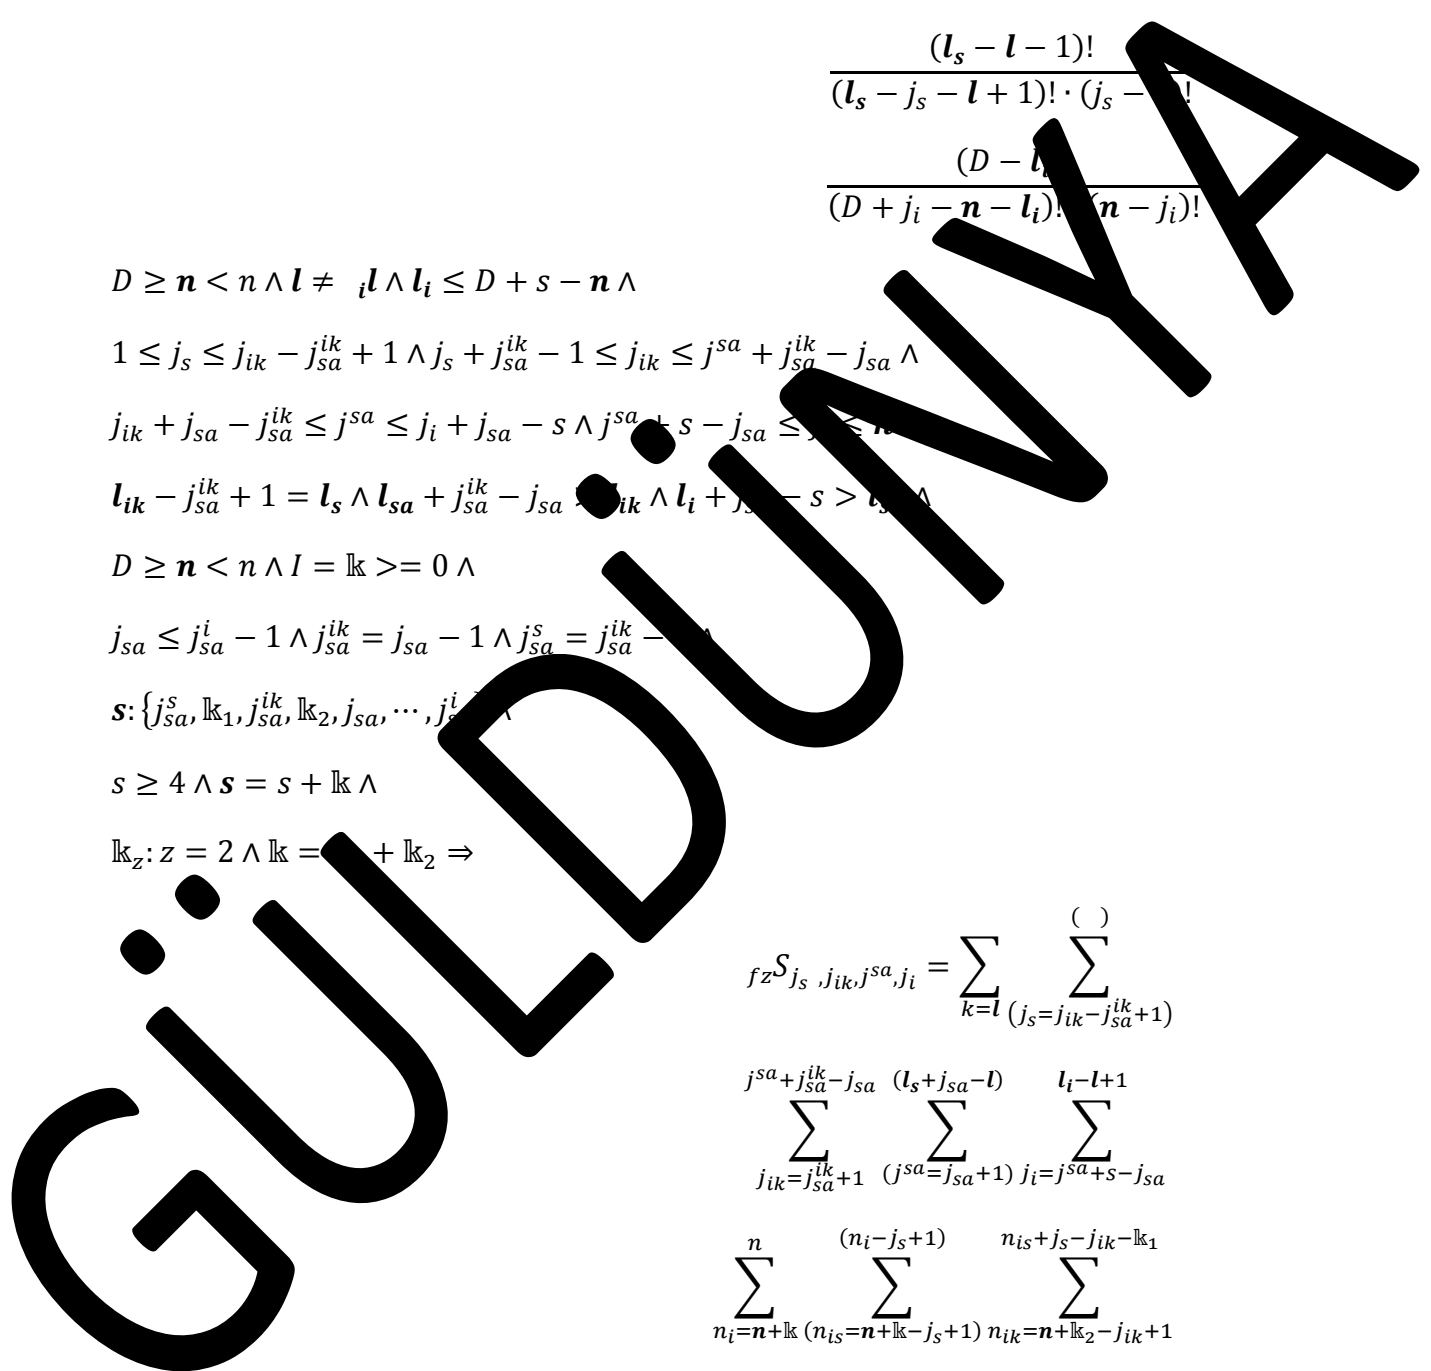 (l_s − l − 1)!
(l_s − j_s − l + 1)! · (j_s − )!
(D − l_i
(D + j_i − n − l_i)! (n − j_i)!
D ≥ n < n ∧ l ≠ _il ∧ l_i ≤ D + s − n ∧
1 ≤ j_s ≤ j_ik − j_sa^ik + 1 ∧ j_s + j_sa^ik − 1 ≤ j_ik ≤ j^sa + j_sa^ik − j_sa ∧
j_ik + j_sa − j_sa^ik ≤ j^sa ≤ j_i + j_sa − s ∧ j^sa + s − j_sa ≤ ≤ n
l_ik − j_sa^ik + 1 = l_s ∧ l_sa + j_sa^ik − j_sa l_ik ∧ l_i + − s > ∧
D ≥ n < n ∧ I = 𝕜 >= 0 ∧
j_sa ≤ j_sa^i − 1 ∧ j_sa^ik = j_sa − 1 ∧ j_sa^s = j_sa^ik − ∧
s: {j_sa^s, 𝕜_1, j_sa^ik, 𝕜_2, j_sa, ⋯ , j_sa^i ∧
s ≥ 4 ∧ s = s + 𝕜 ∧
𝕜_z: z = 2 ∧ 𝕜 = + 𝕜_2 ⇒
_fzS_{j_s ,j_ik,j^sa,j_i} = ∑_{k=l} ∑_{(j_s=j_ik−j_sa^ik+1)}^{( )}
∑_{j_ik=j_sa^ik+1}^{j^sa+j_sa^ik−j_sa} ∑_{(j^sa=j_sa+1)}^{(l_s+j_sa−l)} ∑_{j_i=j^sa+s−j_sa}^{l_i−l+1}
∑_{n_i=n+𝕜}^{n} ∑_{(n_is=n+𝕜−j_s+1)}^{(n_i−j_s+1)} ∑_{n_ik=n+𝕜_2−j_ik+1}^{n_is+j_s−j_ik−𝕜_1}
GÜLDÜNYA